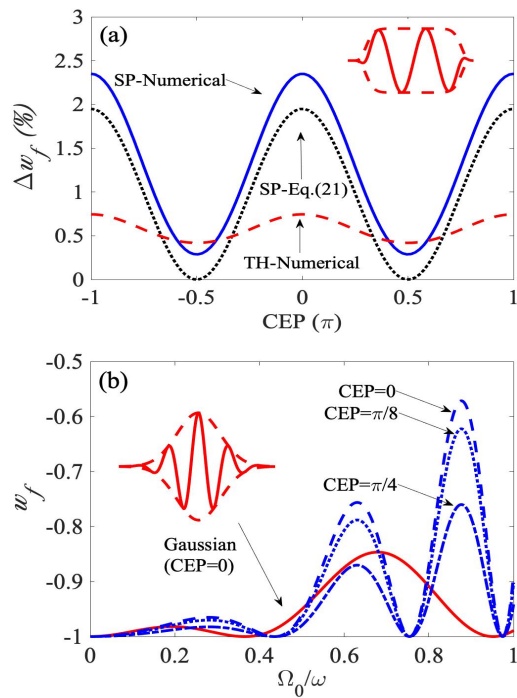 (a)
3
2.5
2
1.5
1
0.5
0
Δw_f (%)
SP-Numerical
SP-Eq.(21)
TH-Numerical
-1 -0.5 0 0.5 1
CEP (π)
(b)
-0.5
-0.6
-0.7
-0.8
-0.9
-1
w_f
CEP=0
CEP=π/8
CEP=π/4
Gaussian
(CEP=0)
0 0.2 0.4 0.6 0.8 1
Ω₀/ω